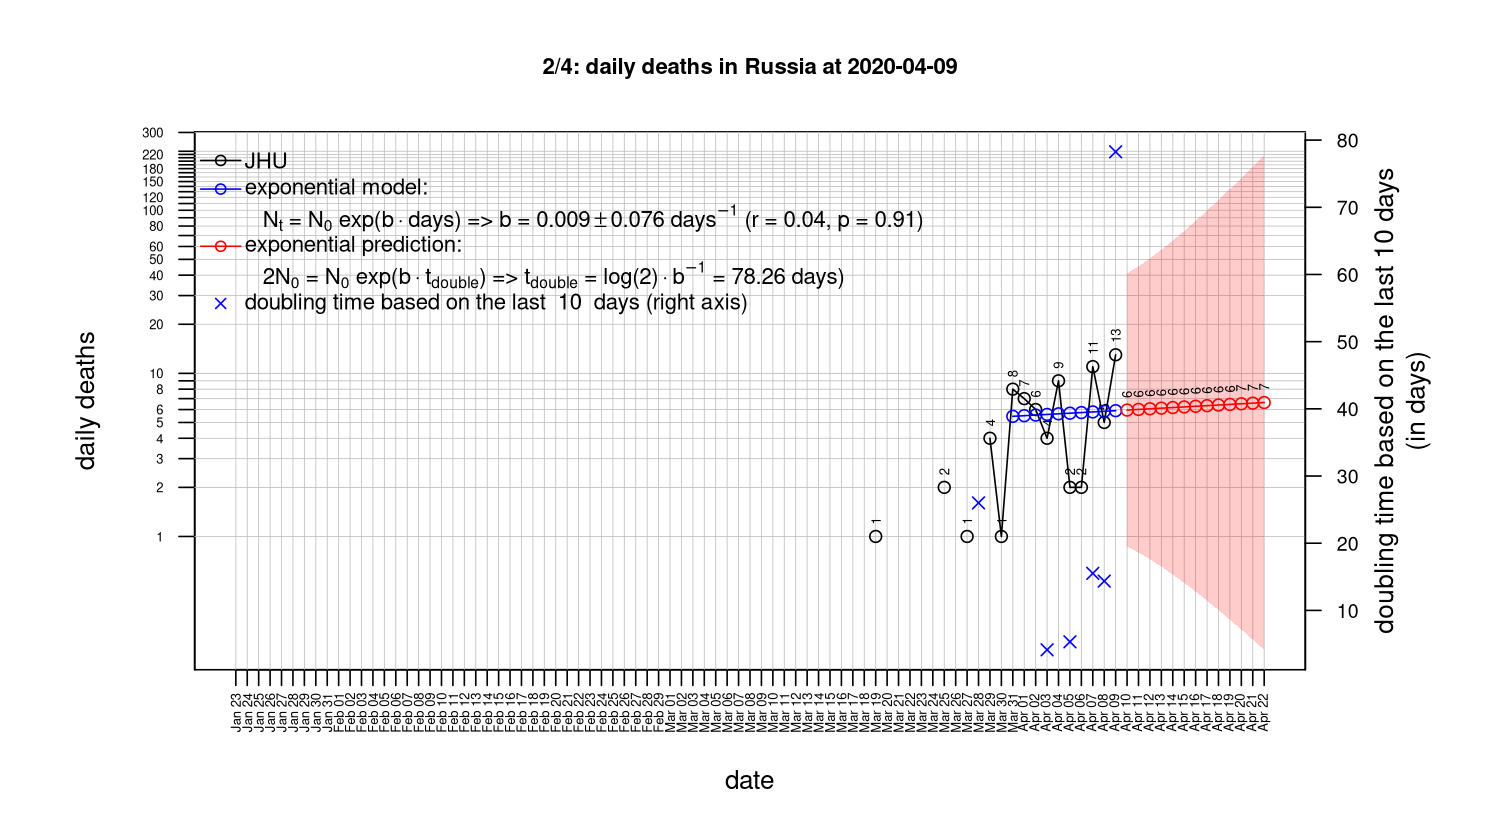 2/4: daily deaths in Russia at 2020-04-09
JHU
exponential model:
Nt = N0 exp(b · days) => b = 0.009 ± 0.076 days−1 (r = 0.04, p = 0.91)
exponential prediction:
2N0 = N0 exp(b · tdouble) => tdouble = log(2) · b−1 = 78.26 days)
doubling time based on the last 10 days (right axis)
daily deaths
300
220
180
150
120
100
80
60
50
40
30
20
10
8
6
5
4
3
2
1
1
2
1
4
1
8
7
6
4
9
2
2
11
5
13
6
6
6
6
6
6
6
6
6
6
7
7
7
80
70
60
50
40
30
20
10
doubling time based on the last 10 days
(in days)
Jan 23
Jan 24
Jan 25
Jan 26
Jan 27
Jan 28
Jan 29
Jan 30
Jan 31
Feb 01
Feb 02
Feb 03
Feb 04
Feb 05
Feb 06
Feb 07
Feb 08
Feb 09
Feb 10
Feb 11
Feb 12
Feb 13
Feb 14
Feb 15
Feb 16
Feb 17
Feb 18
Feb 19
Feb 20
Feb 21
Feb 22
Feb 23
Feb 24
Feb 25
Feb 26
Feb 27
Feb 28
Feb 29
Mar 01
Mar 02
Mar 03
Mar 04
Mar 05
Mar 06
Mar 07
Mar 08
Mar 09
Mar 10
Mar 11
Mar 12
Mar 13
Mar 14
Mar 15
Mar 16
Mar 17
Mar 18
Mar 19
Mar 20
Mar 21
Mar 22
Mar 23
Mar 24
Mar 25
Mar 26
Mar 27
Mar 28
Mar 29
Mar 30
Mar 31
Apr 01
Apr 02
Apr 03
Apr 04
Apr 05
Apr 06
Apr 07
Apr 08
Apr 09
Apr 10
Apr 11
Apr 12
Apr 13
Apr 14
Apr 15
Apr 16
Apr 17
Apr 18
Apr 19
Apr 20
Apr 21
Apr 22
date